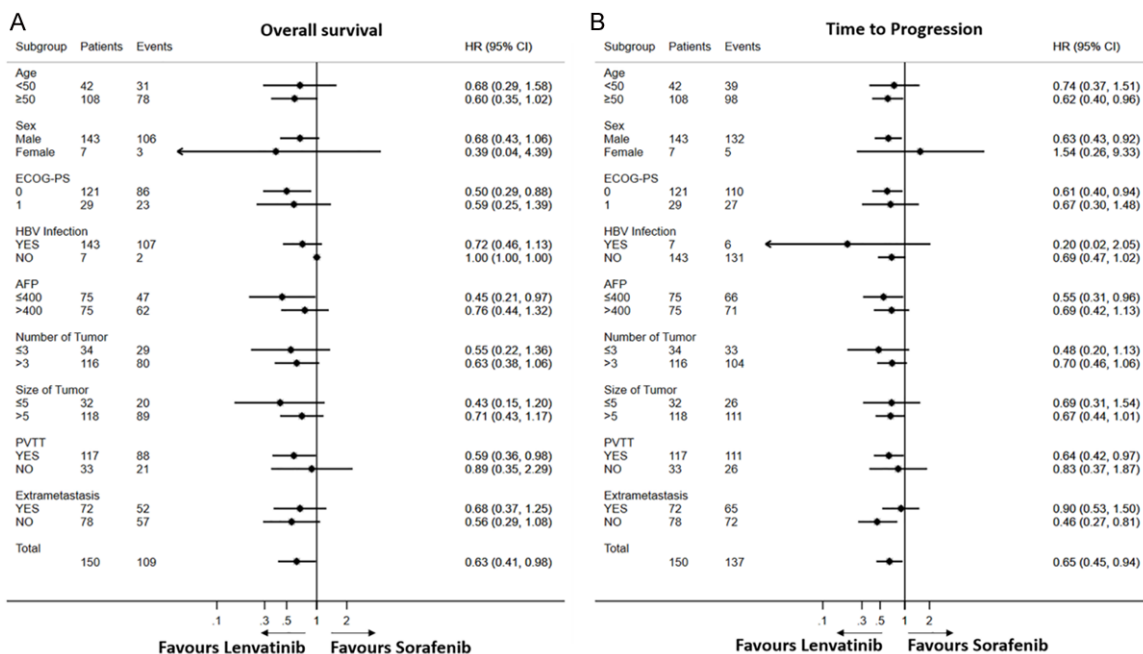 A
Overall survival
Subgroup Patients Events HR (95% CI)
Age
<50 42 31 0.68 (0.29, 1.58)
≥50 108 78 0.60 (0.35, 1.02)
Sex
Male 143 106 0.68 (0.43, 1.06)
Female 7 3 0.39 (0.04, 4.39)
ECOG-PS
0 121 86 0.50 (0.29, 0.88)
1 29 23 0.59 (0.25, 1.39)
HBV Infection
YES 143 107 0.72 (0.46, 1.13)
NO 7 2 1.00 (1.00, 1.00)
AFP
≤400 75 47 0.45 (0.21, 0.97)
>400 75 62 0.76 (0.44, 1.32)
Number of Tumor
≤3 34 29 0.55 (0.22, 1.36)
>3 116 80 0.63 (0.38, 1.06)
Size of Tumor
≤5 32 20 0.43 (0.15, 1.20)
>5 118 89 0.71 (0.43, 1.17)
PVTT
YES 117 88 0.59 (0.36, 0.98)
NO 33 21 0.89 (0.35, 2.29)
Extrametastasis
YES 72 52 0.68 (0.37, 1.25)
NO 78 57 0.56 (0.29, 1.08)
Total
150 109 0.63 (0.41, 0.98)
.1 .3 .5 1 2
Favours Lenvatinib Favours Sorafenib
B
Time to Progression
Subgroup Patients Events HR (95% CI)
Age
<50 42 39 0.74 (0.37, 1.51)
≥50 108 98 0.62 (0.40, 0.96)
Sex
Male 143 132 0.63 (0.43, 0.92)
Female 7 5 1.54 (0.26, 9.33)
ECOG-PS
0 121 110 0.61 (0.40, 0.94)
1 29 27 0.67 (0.30, 1.48)
HBV Infection
YES 7 6 0.20 (0.02, 2.05)
NO 143 131 0.69 (0.47, 1.02)
AFP
≤400 75 66 0.55 (0.31, 0.96)
>400 75 71 0.69 (0.42, 1.13)
Number of Tumor
≤3 34 33 0.48 (0.20, 1.13)
>3 116 104 0.70 (0.46, 1.06)
Size of Tumor
≤5 32 26 0.69 (0.31, 1.54)
>5 118 111 0.67 (0.44, 1.01)
PVTT
YES 117 111 0.64 (0.42, 0.97)
NO 33 26 0.83 (0.37, 1.87)
Extrametastasis
YES 72 65 0.90 (0.53, 1.50)
NO 78 72 0.46 (0.27, 0.81)
Total
150 137 0.65 (0.45, 0.94)
.1 .3 .5 1 2
Favours Lenvatinib Favours Sorafenib